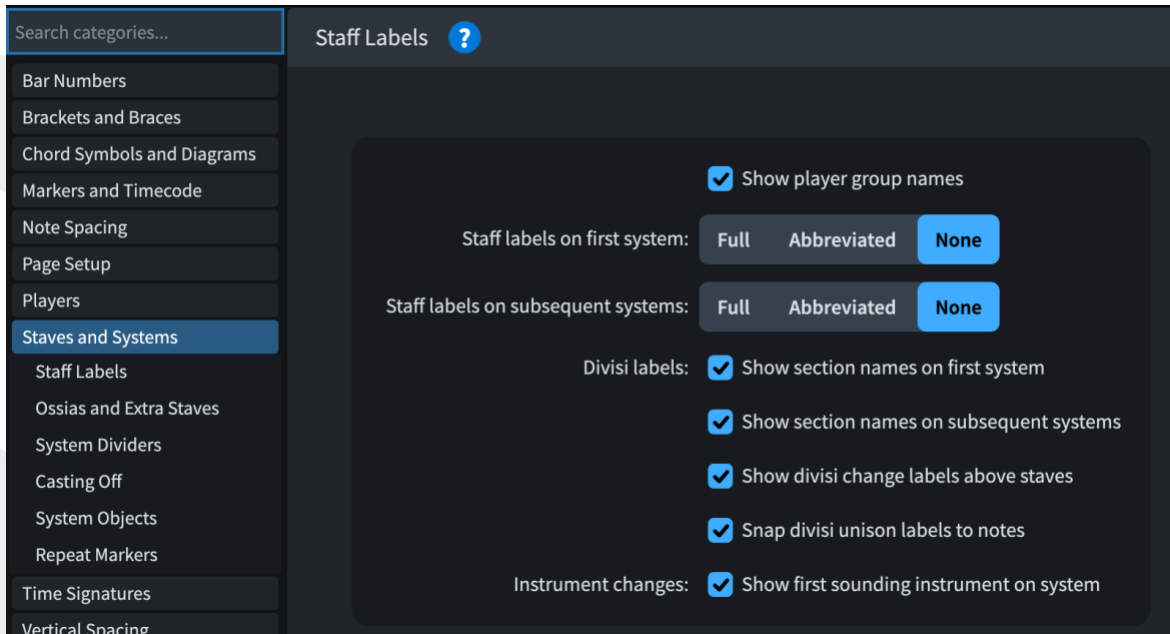 Search categories...
Bar Numbers
Brackets and Braces
Chord Symbols and Diagrams
Markers and Timecode
Note Spacing
Page Setup
Players
Staves and Systems
Staff Labels
Ossias and Extra Staves
System Dividers
Casting Off
System Objects
Repeat Markers
Time Signatures
Vertical Spacing
Staff Labels ?
Show player group names
Staff labels on first system: Full Abbreviated None
Staff labels on subsequent systems: Full Abbreviated None
Divisi labels: Show section names on first system
Show section names on subsequent systems
Show divisi change labels above staves
Snap divisi unison labels to notes
Instrument changes: Show first sounding instrument on system